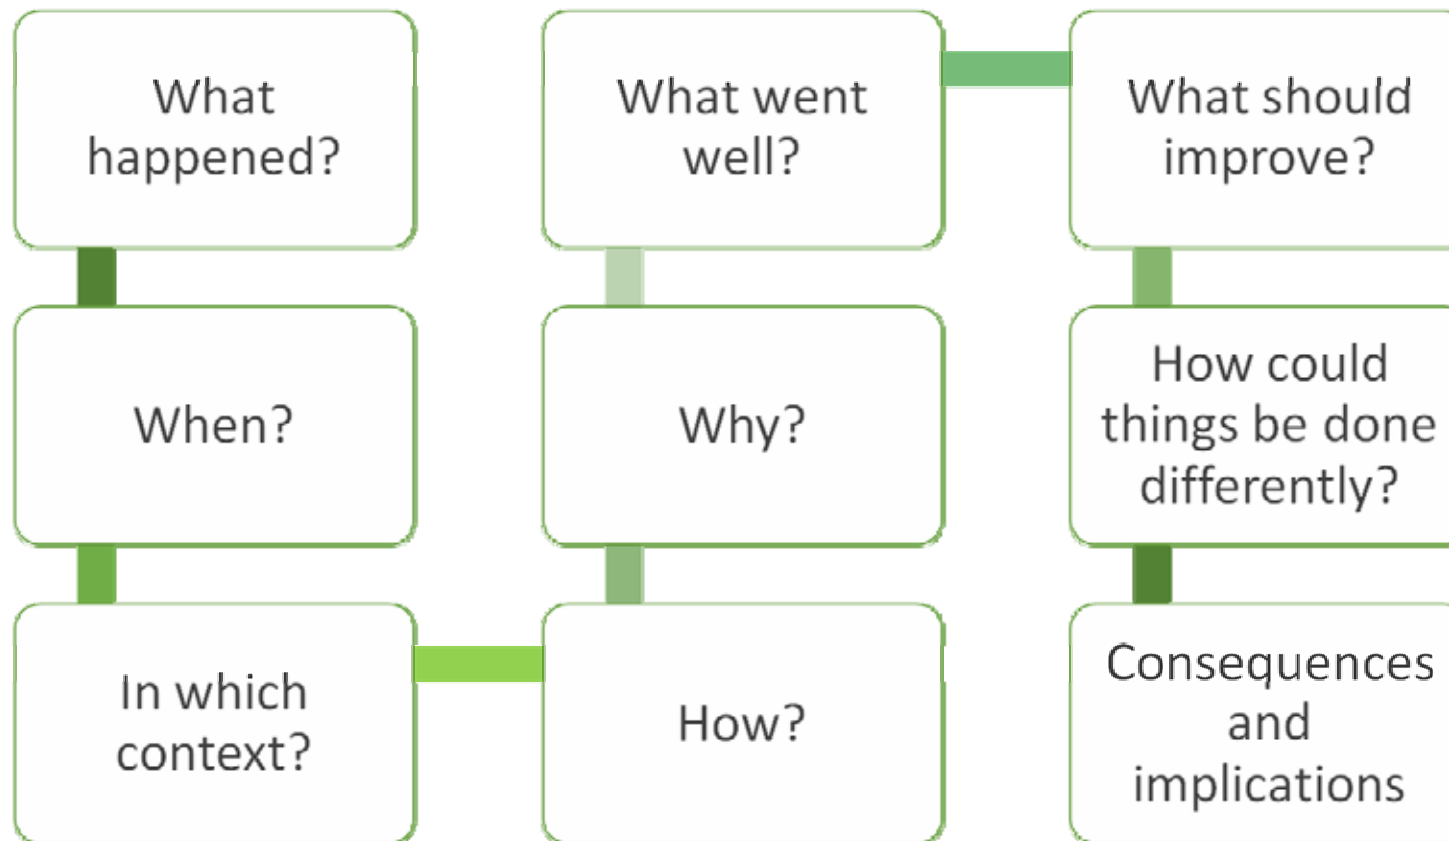 What
happened?
When?
In which
context?
How?
Why?
What went
well?
What should
improve?
How could
things be done
differently?
Consequences
and
implications